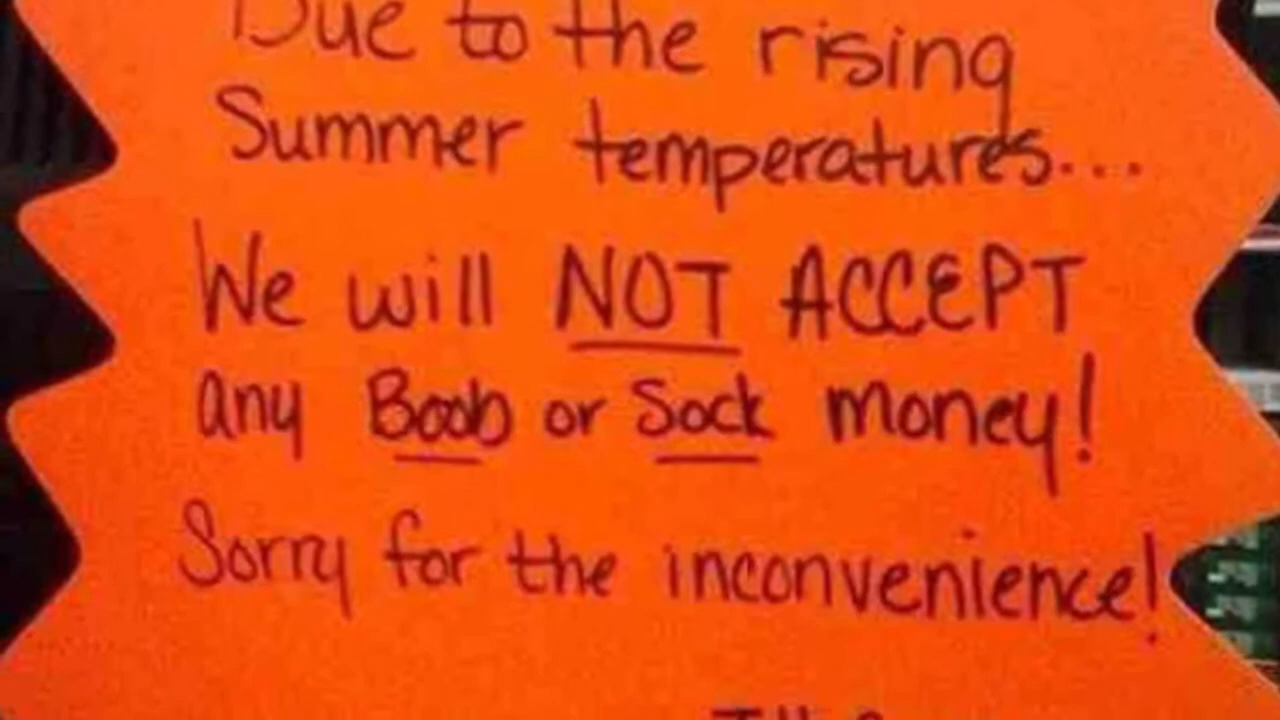 Due to the rising
Summer temperatures...
We will NOT ACCEPT
any Boob or Sock money!
Sorry for the inconvenience!